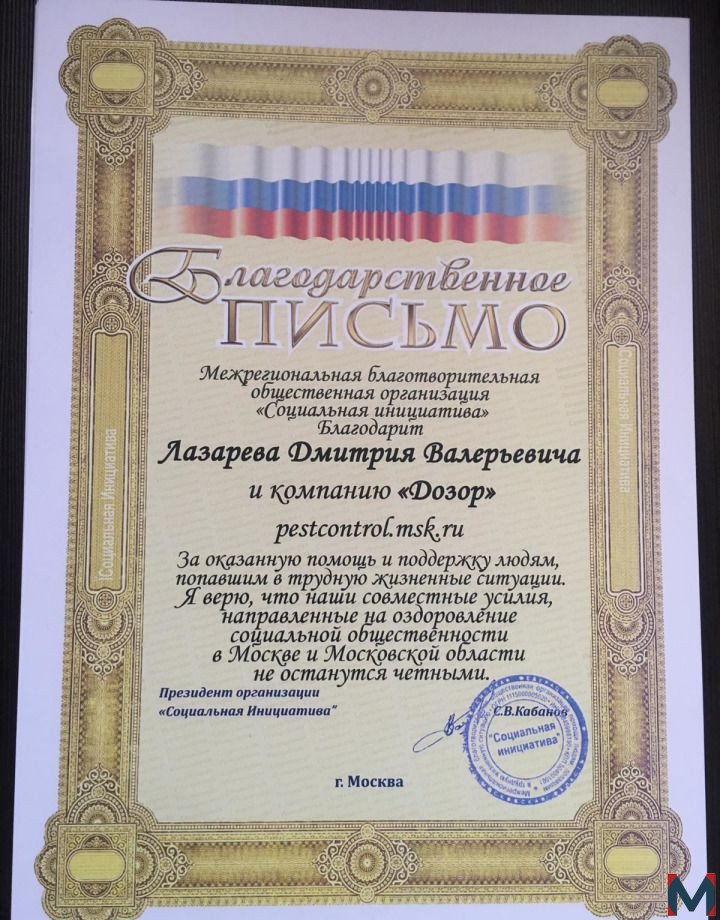 Благодарственное
ПИСЬМО
Межрегиональная благотворительная
общественная организация
«Социальная инициатива»
Благодарит
Лазарева Дмитрия Валерьевича
и компанию «Дозор»
pestcontrol.msk.ru
За оказанную помощь и поддержку людям,
попавшим в трудную жизненные ситуации.
Я верю, что наши совместные усилия,
направленные на оздоровление
социальной общественности
в Москве и Московской области
не останутся четными.
Президент организации
«Социальная Инициатива"
С.В.Кабанов
"Социальная
инициатива"
г. Москва
Социальная Инициатива
Социальная Инициатива
M